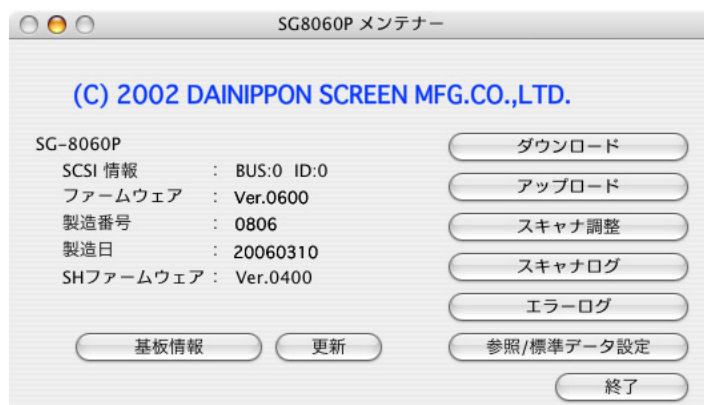 SG8060P メンテナー
(C) 2002 DAINIPPON SCREEN MFG.CO.,LTD.
SG-8060P
SCSI 情報 : BUS:0 ID:0
ファームウェア : Ver.0600
製造番号 : 0806
製造日 : 20060310
SHファームウェア : Ver.0400
基板情報
更新
ダウンロード
アップロード
スキャナ調整
スキャナログ
エラーログ
参照/標準データ設定
終了